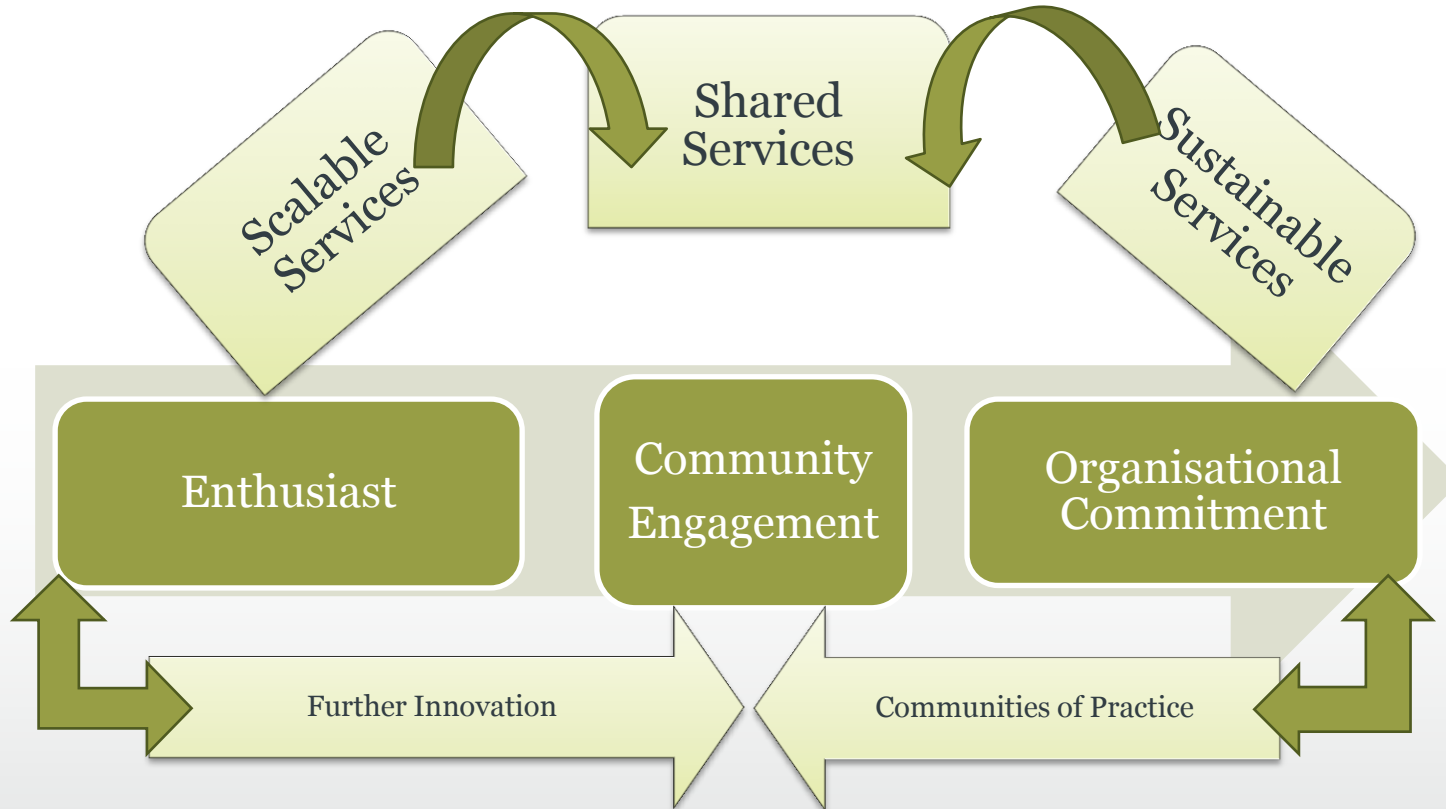 Scalable
Services
Shared
Services
Sustainable
Services
Enthusiast
Community
Engagement
Organisational
Commitment
Further Innovation
Communities of Practice